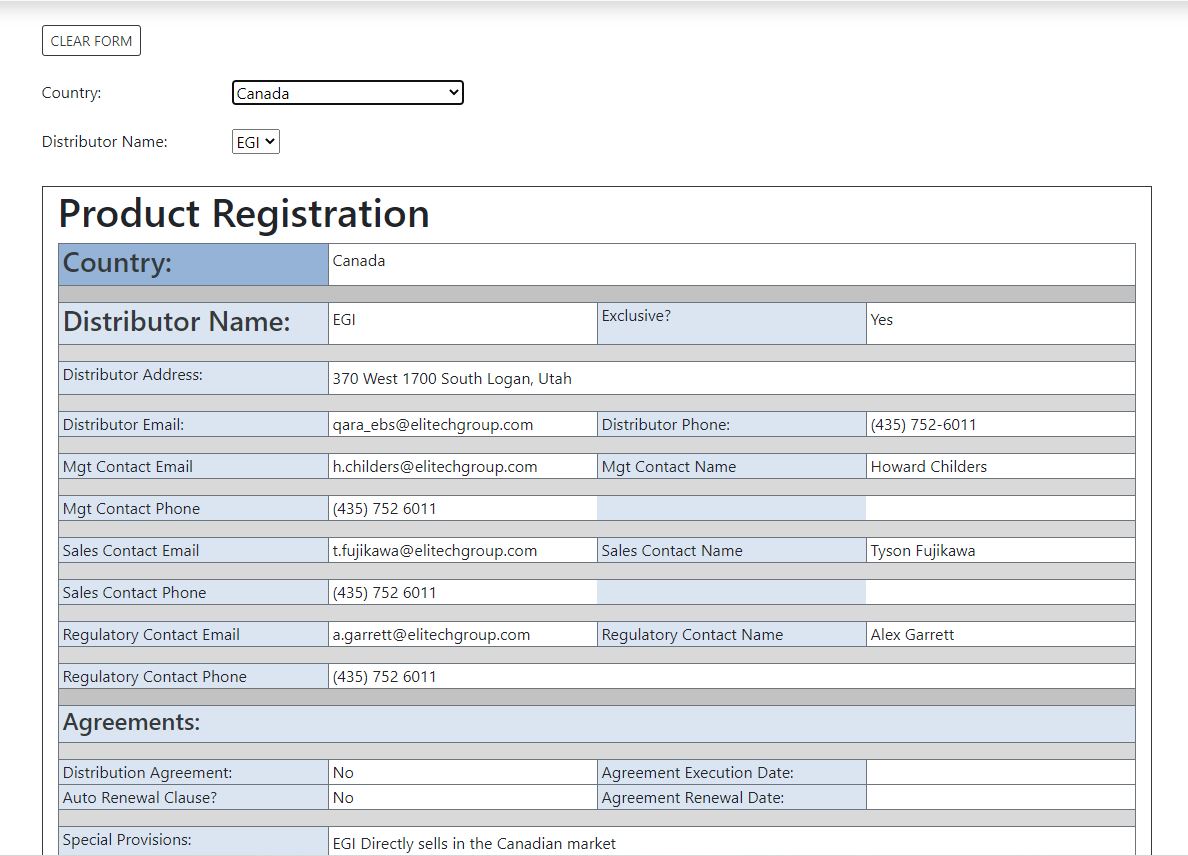 CLEAR FORM
Country: Canada
Distributor Name: EGI
Product Registration
Country: Canada
Distributor Name: EGI Exclusive? Yes
Distributor Address: 370 West 1700 South Logan, Utah
Distributor Email: qara_ebs@elitechgroup.com Distributor Phone: (435) 752-6011
Mgt Contact Email h.childers@elitechgroup.com Mgt Contact Name Howard Childers
Mgt Contact Phone (435) 752 6011
Sales Contact Email t.fujikawa@elitechgroup.com Sales Contact Name Tyson Fujikawa
Sales Contact Phone (435) 752 6011
Regulatory Contact Email a.garrett@elitechgroup.com Regulatory Contact Name Alex Garrett
Regulatory Contact Phone (435) 752 6011
Agreements:
Distribution Agreement: No Agreement Execution Date:
Auto Renewal Clause? No Agreement Renewal Date:
Special Provisions: EGI Directly sells in the Canadian market